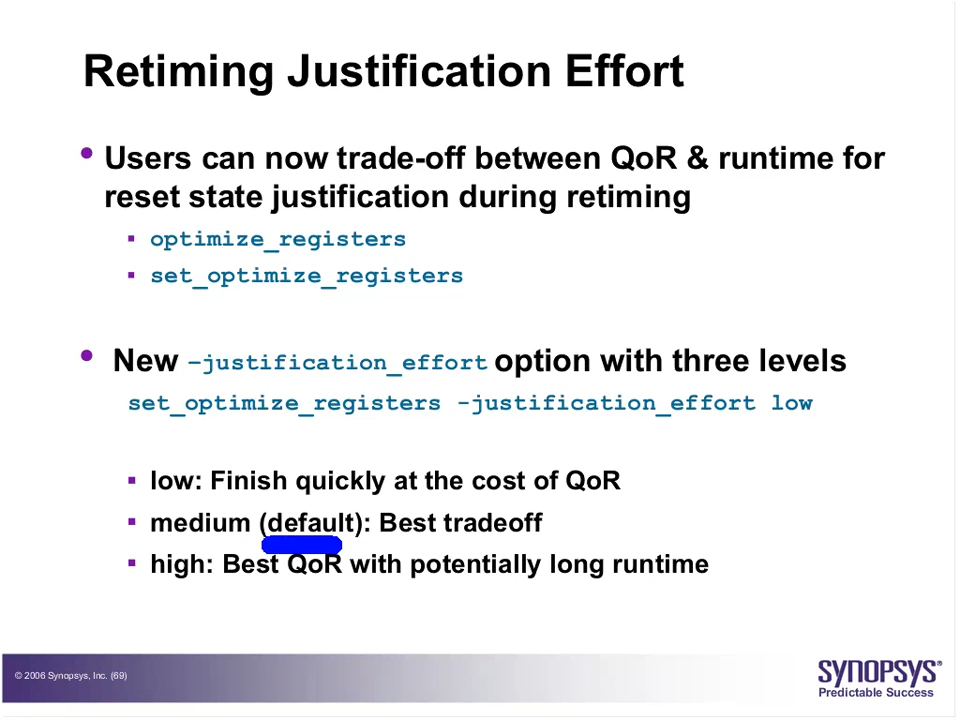 Retiming Justification Effort
• Users can now trade-off between QoR & runtime for
reset state justification during retiming
▪ optimize_registers
▪ set_optimize_registers
• New –justification_effort option with three levels
set_optimize_registers -justification_effort low
▪ low: Finish quickly at the cost of QoR
▪ medium (default): Best tradeoff
▪ high: Best QoR with potentially long runtime
© 2006 Synopsys, Inc. (69)
SYNOPSYS®
Predictable Success